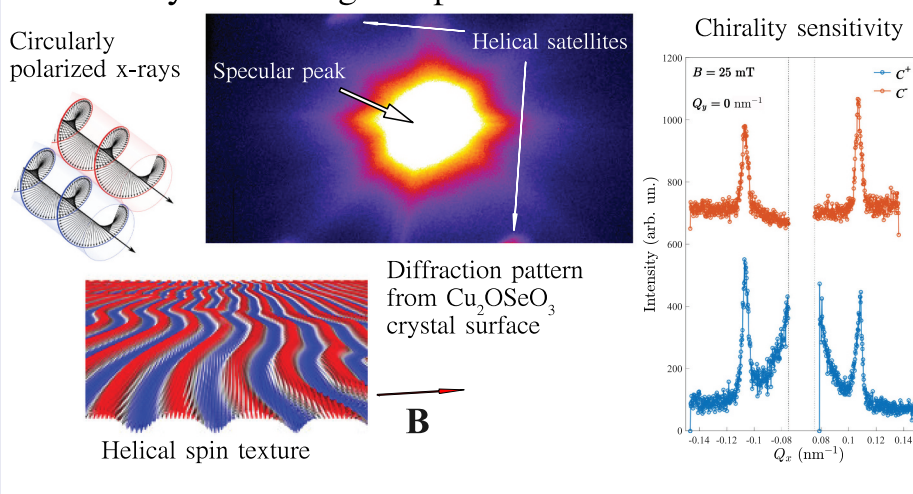 Circularly
polarized x-rays
Specular peak
Helical satellites
Diffraction pattern
from Cu₂OSeO₃
crystal surface
B
Helical spin texture
Chirality sensitivity
B = 25 mT
Q_y = 0 nm⁻¹
C⁺
C⁻
Intensity (arb. un.)
1200
1000
800
600
400
200
0
-0.14 -0.12 -0.1 -0.08 0.08 0.1 0.12 0.14
Q_x (nm⁻¹)